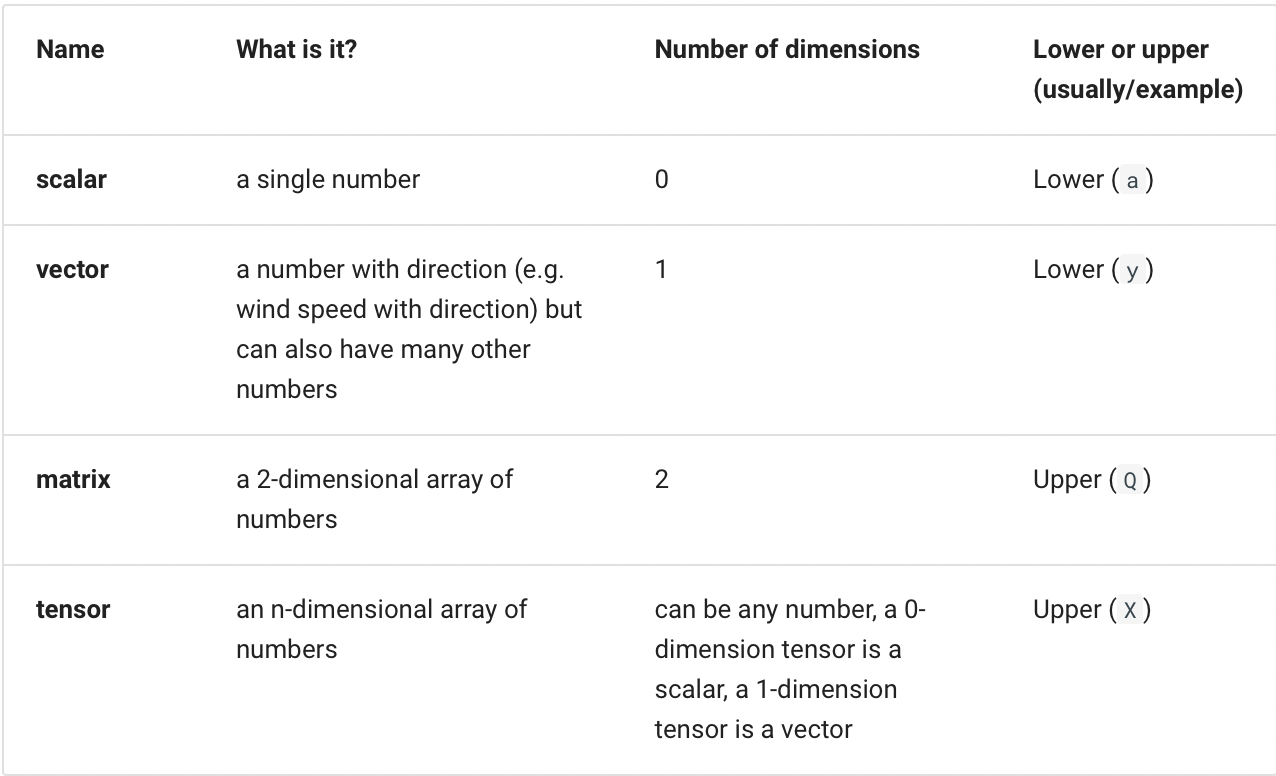 Name What is it? Number of dimensions Lower or upper
(usually/example)
scalar a single number 0 Lower ( a )
vector a number with direction (e.g. 1 Lower ( y )
wind speed with direction) but
can also have many other
numbers
matrix a 2-dimensional array of 2 Upper ( Q )
numbers
tensor an n-dimensional array of can be any number, a 0- Upper ( X )
numbers dimension tensor is a
scalar, a 1-dimension
tensor is a vector